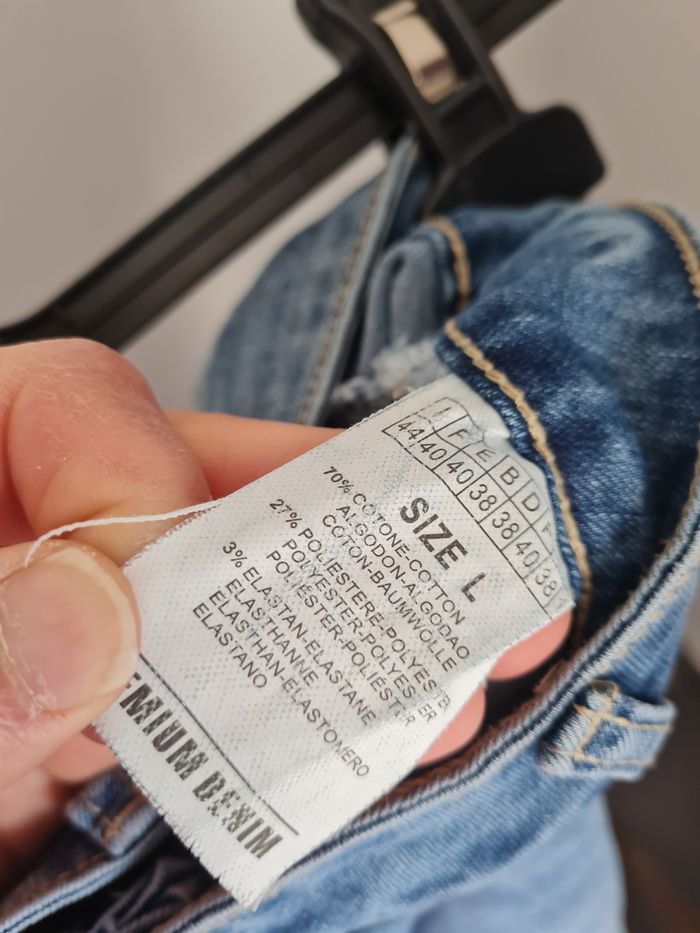 I F E B D
44 40 40 38 38 40 38
SIZE L
70% COTONE-COTTON
ALGODON-ALGODAO
COTON-BAUMWOLLE
27% POLIESTERE-POLYESTER
POLYESTER-POLYESTER
POLIESTER-POLIÉSTER
3% ELASTAN-ELASTANE
ELASTHANNE
ELASTHAN-ELASTOMERO
ELASTANO
EMIUM DENIM